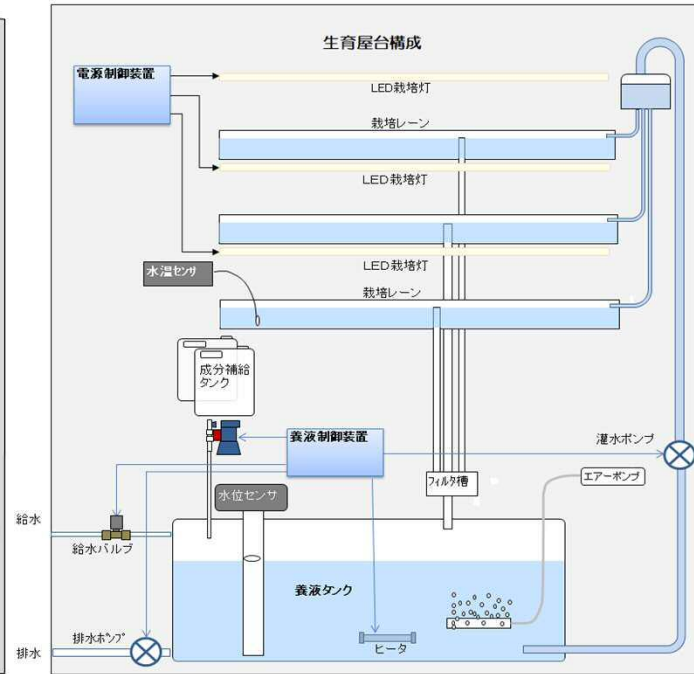 生育屋台構成
電源制御装置
LED栽培灯
栽培レーン
LED栽培灯
LED栽培灯
水温センサ
栽培レーン
成分補給
タンク
養液制御装置
灌水ポンプ
水位センサ
フィルタ槽
エアーポンプ
給水
給水バルブ
養液タンク
排水ポンプ
ヒータ
排水